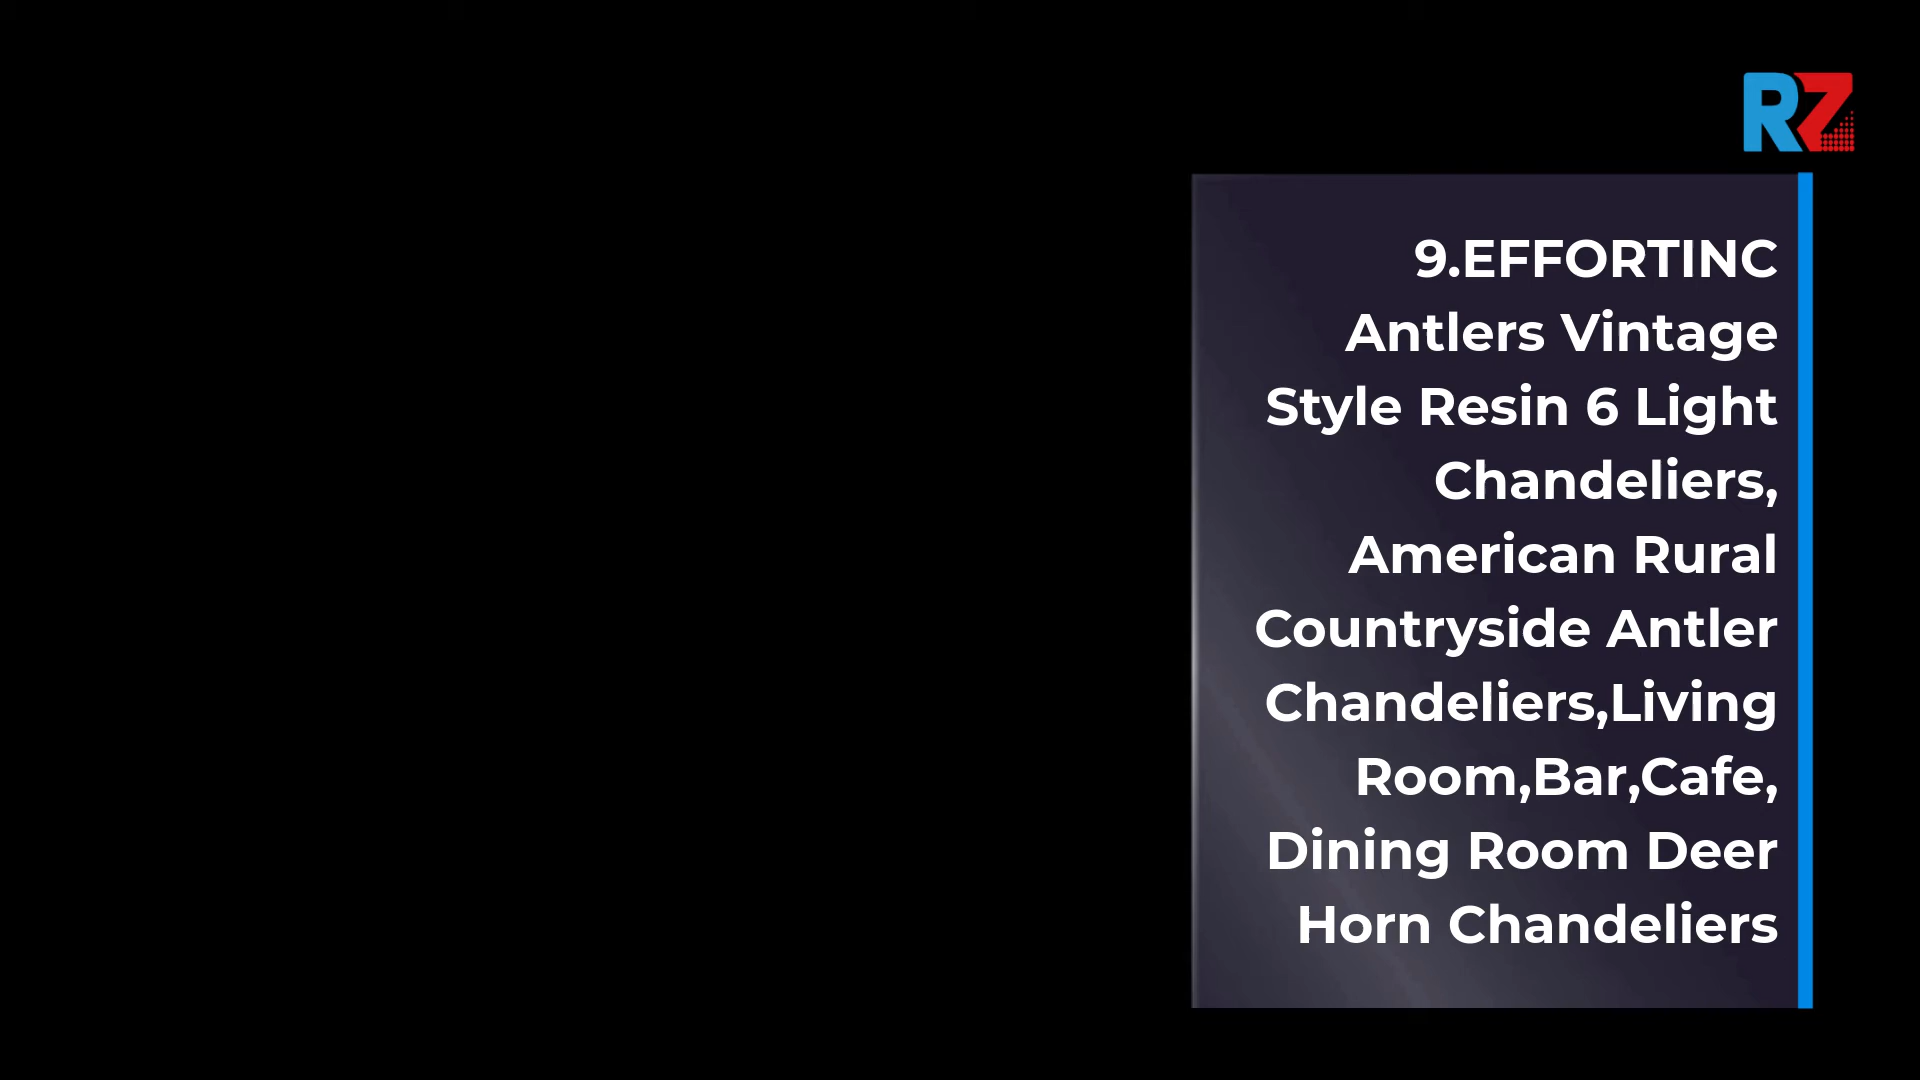 RZ
9.EFFORTINC
Antlers Vintage
Style Resin 6 Light
Chandeliers,
American Rural
Countryside Antler
Chandeliers,Living
Room,Bar,Cafe,
Dining Room Deer
Horn Chandeliers